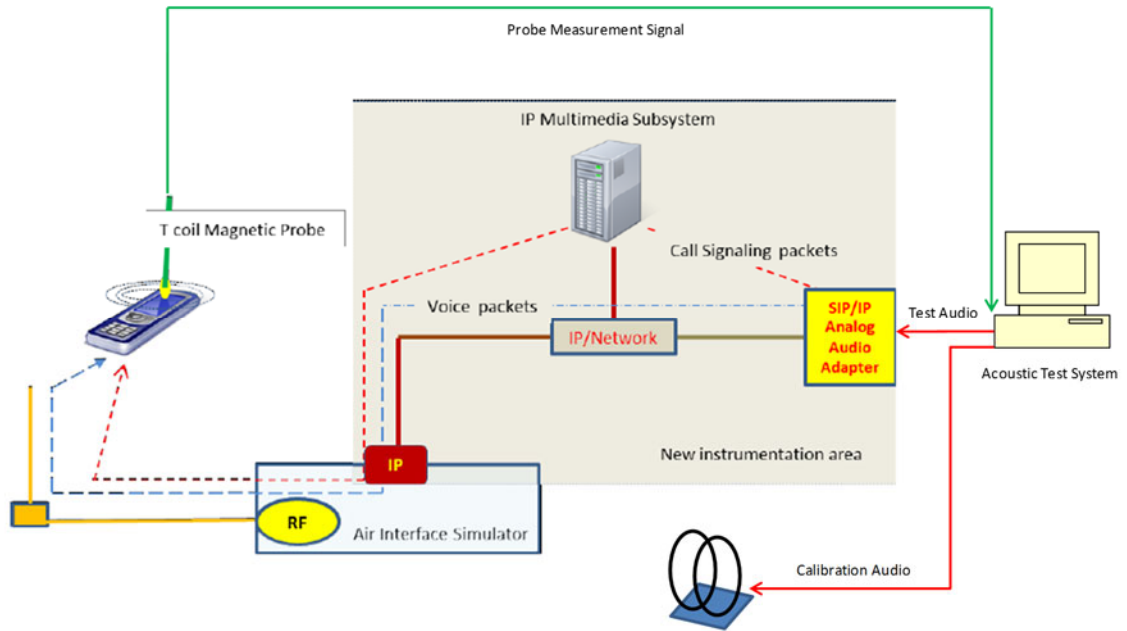 Probe Measurement Signal
IP Multimedia Subsystem
T coil Magnetic Probe
Call Signaling packets
Voice packets
SIP/IP
Analog
Audio
Adapter
Test Audio
IP/Network
Acoustic Test System
New instrumentation area
IP
RF
Air Interface Simulator
Calibration Audio